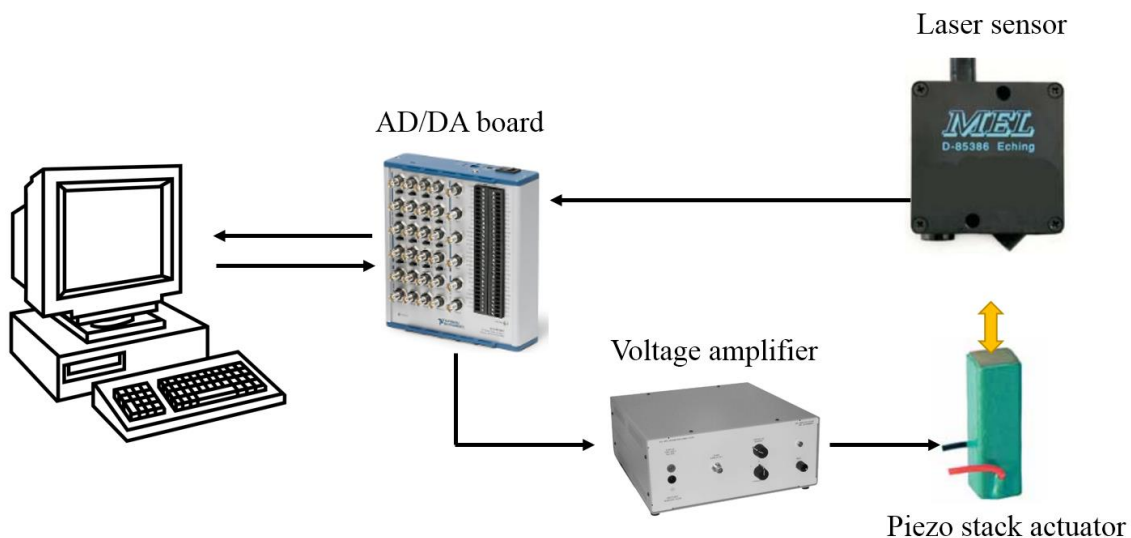 Laser sensor
AD/DA board
MEL
D-85386 Eching
Voltage amplifier
Piezo stack actuator